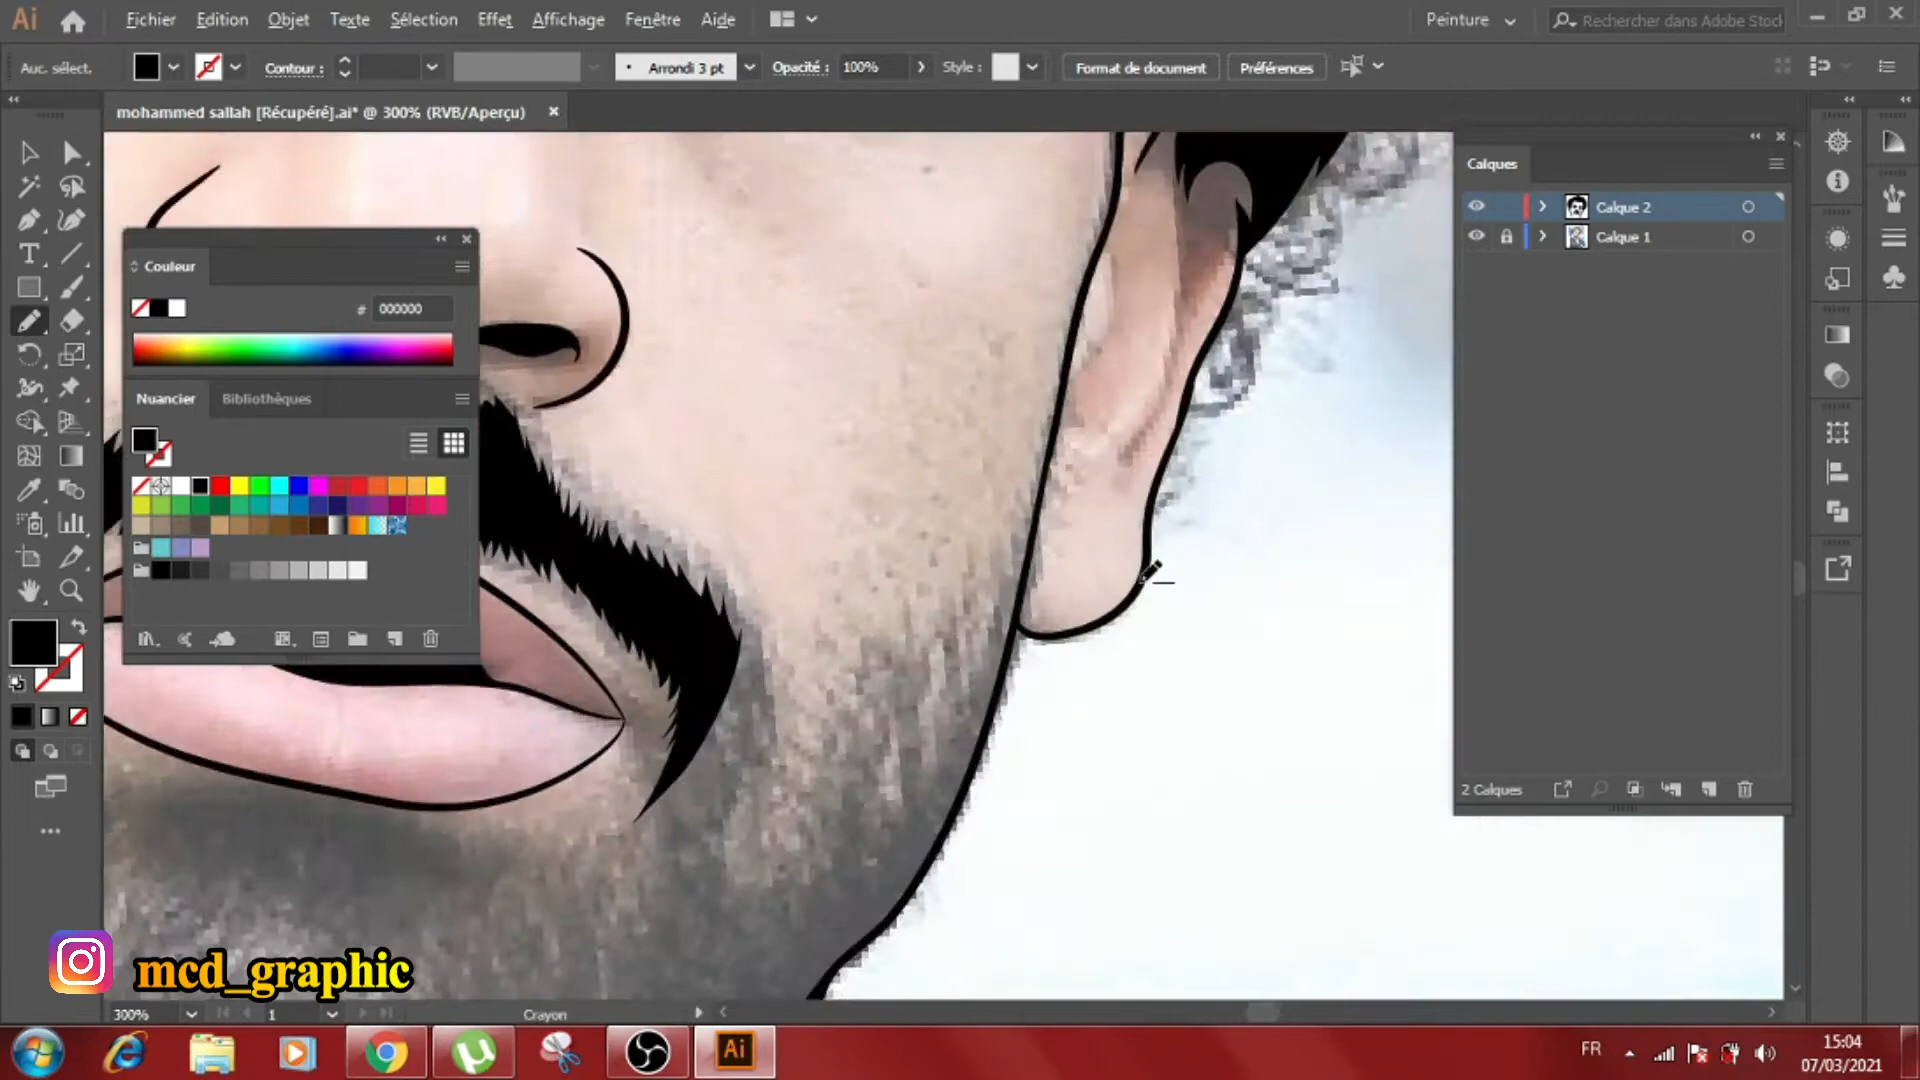 Ai Fichier Edition Objet Texte Sélection Effet Affichage Fenêtre Aide Peinture Rechercher dans Adobe Stock
Auc. sélect. Contour : Arrondi 3 pt Opacité : 100% Style : Format de document Préférences
mohammed sallah [Récupéré].ai* @ 300% (RVB/Aperçu)
Calques
Calque 2
Calque 1
Couleur
# 000000
Nuancier Bibliothèques
2 Calques
mcd_graphic
300% 1 Crayon
Ai FR 15:04
07/03/2021